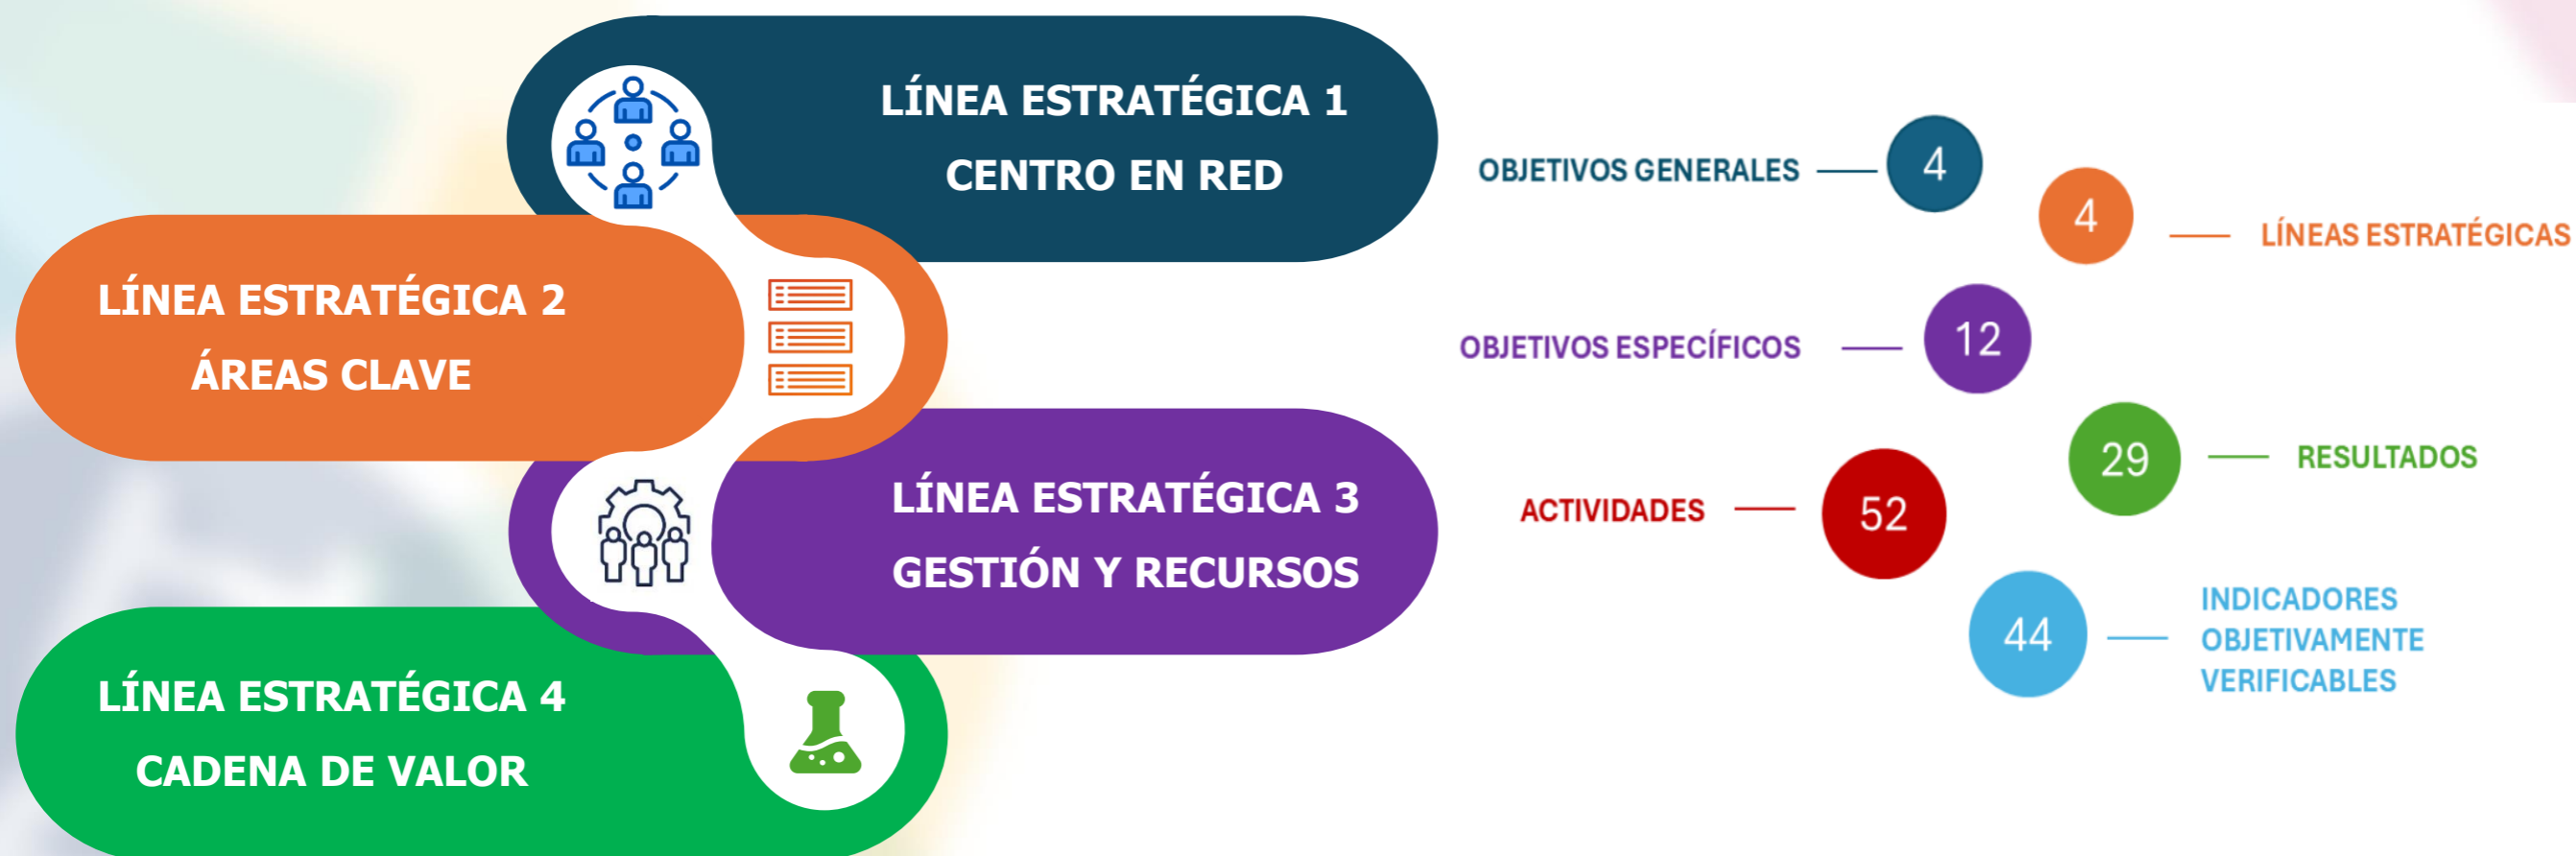 LÍNEA ESTRATÉGICA 1
CENTRO EN RED
LÍNEA ESTRATÉGICA 2
ÁREAS CLAVE
LÍNEA ESTRATÉGICA 3
GESTIÓN Y RECURSOS
LÍNEA ESTRATÉGICA 4
CADENA DE VALOR
OBJETIVOS GENERALES 4
4 LÍNEAS ESTRATÉGICAS
OBJETIVOS ESPECÍFICOS 12
29 RESULTADOS
ACTIVIDADES 52
44 INDICADORES
OBJETIVAMENTE
VERIFICABLES